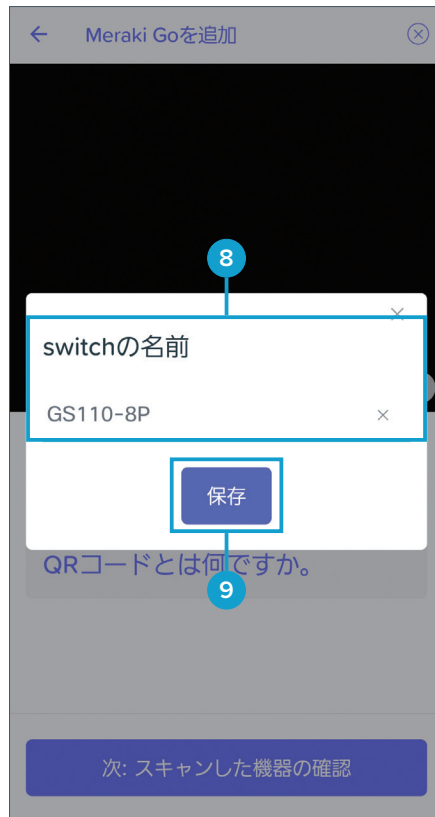 ← Meraki Goを追加
8
switchの名前
GS110-8P
保存
QRコードとは何ですか。
9
次: スキャンした機器の確認